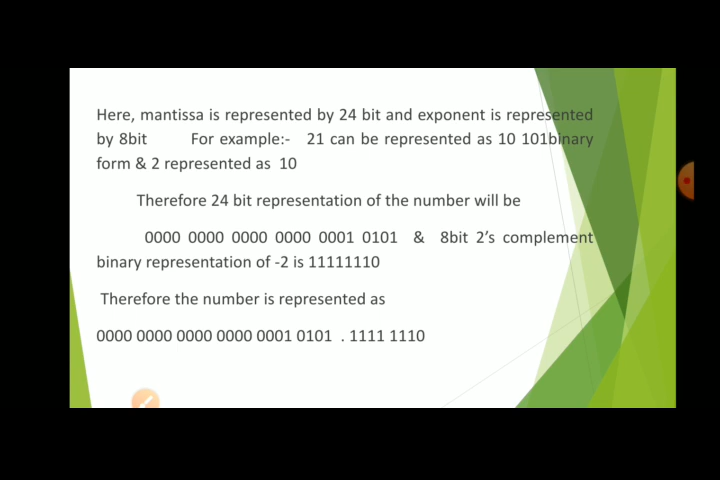 Here, mantissa is represented by 24 bit and exponent is represented
by 8bit For example:- 21 can be represented as 10 101binary
form & 2 represented as 10
Therefore 24 bit representation of the number will be
0000 0000 0000 0000 0001 0101 & 8bit 2's complement
binary representation of -2 is 11111110
Therefore the number is represented as
0000 0000 0000 0000 0001 0101 . 1111 1110